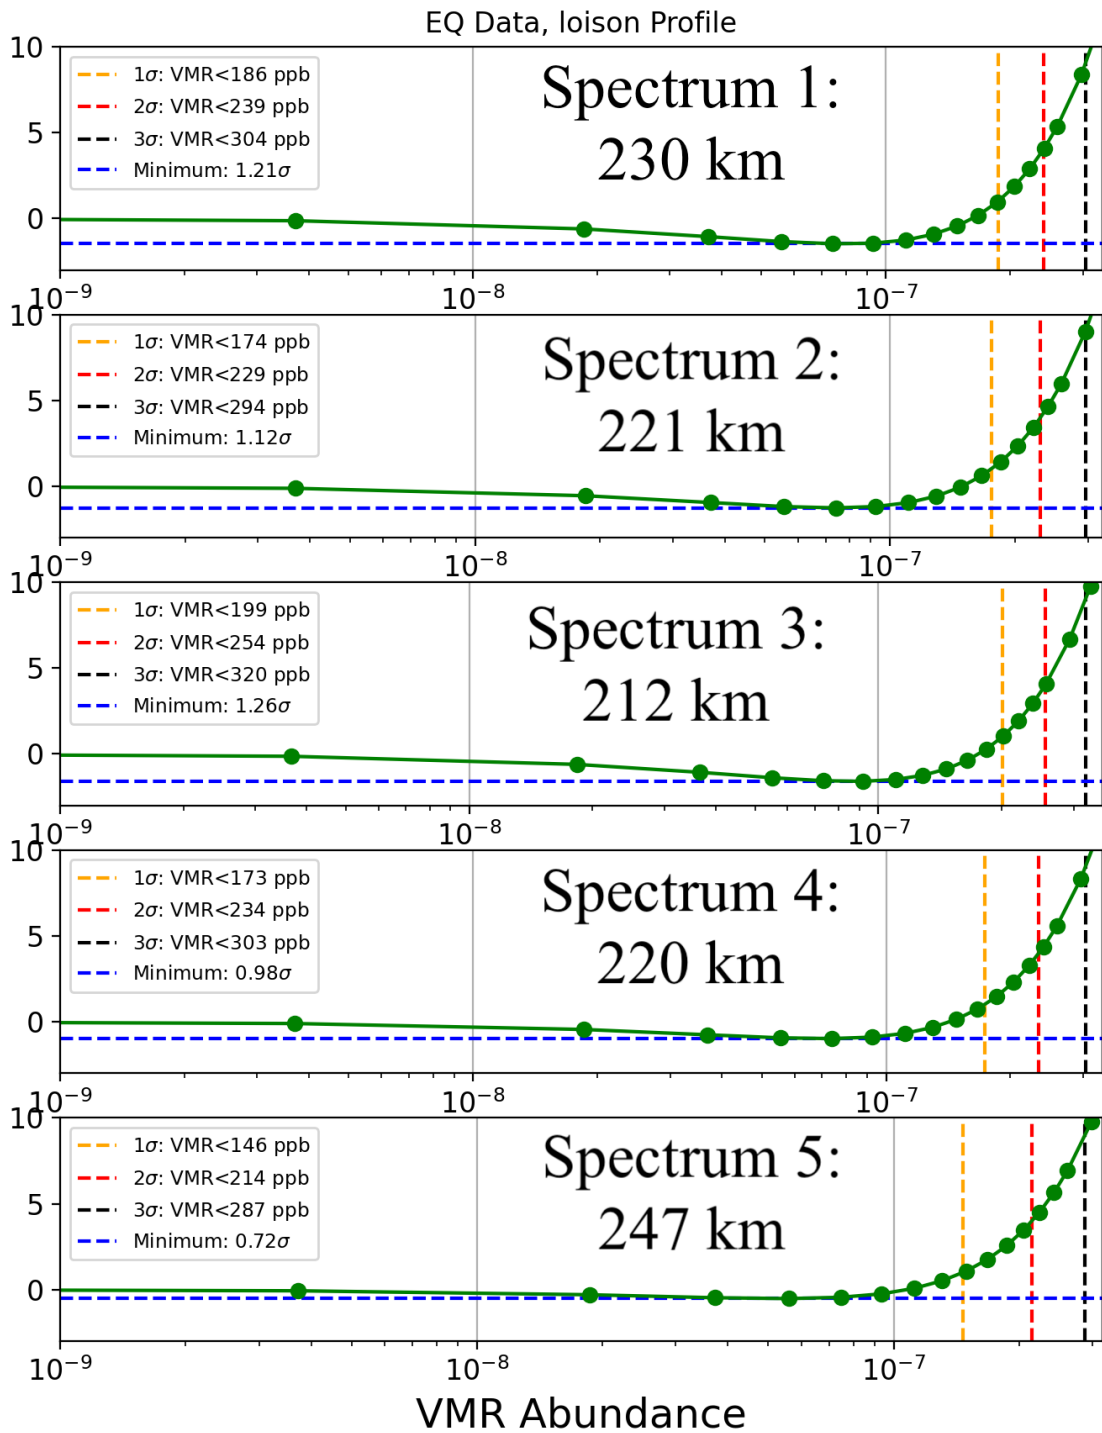 EQ Data, loison Profile
10
5
0
1σ: VMR<186 ppb
2σ: VMR<239 ppb
3σ: VMR<304 ppb
Minimum: 1.21σ
Spectrum 1:
230 km
10⁻⁹ 10⁻⁸ 10⁻⁷
10
5
0
1σ: VMR<174 ppb
2σ: VMR<229 ppb
3σ: VMR<294 ppb
Minimum: 1.12σ
Spectrum 2:
221 km
10⁻⁹ 10⁻⁸ 10⁻⁷
10
5
0
1σ: VMR<199 ppb
2σ: VMR<254 ppb
3σ: VMR<320 ppb
Minimum: 1.26σ
Spectrum 3:
212 km
10⁻⁹ 10⁻⁸ 10⁻⁷
10
5
0
1σ: VMR<173 ppb
2σ: VMR<234 ppb
3σ: VMR<303 ppb
Minimum: 0.98σ
Spectrum 4:
220 km
10⁻⁹ 10⁻⁸ 10⁻⁷
10
5
0
1σ: VMR<146 ppb
2σ: VMR<214 ppb
3σ: VMR<287 ppb
Minimum: 0.72σ
Spectrum 5:
247 km
10⁻⁹ 10⁻⁸ 10⁻⁷
VMR Abundance